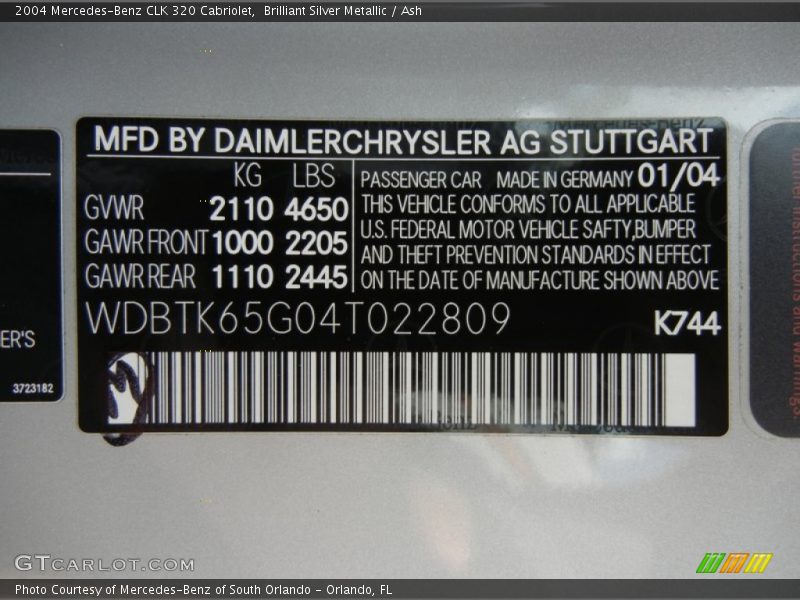 2004 Mercedes-Benz CLK 320 Cabriolet, Brilliant Silver Metallic / Ash
MFD BY DAIMLERCHRYSLER AG STUTTGART
KG LBS
GVWR 2110 4650
GAWR FRONT 1000 2205
GAWR REAR 1110 2445
PASSENGER CAR MADE IN GERMANY 01/04
THIS VEHICLE CONFORMS TO ALL APPLICABLE
U.S. FEDERAL MOTOR VEHICLE SAFTY,BUMPER
AND THEFT PREVENTION STANDARDS IN EFFECT
ON THE DATE OF MANUFACTURE SHOWN ABOVE
WDBTK65G04T022809
K744
ER'S
3723182
and warnings.
GTCARLOT.COM
Photo Courtesy of Mercedes-Benz of South Orlando - Orlando, FL